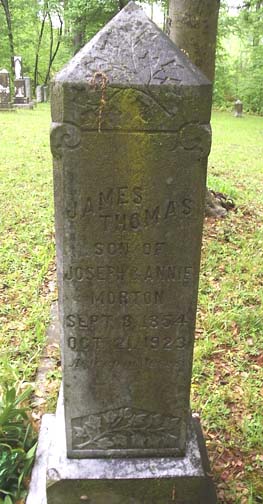 JAMES
THOMAS
SON OF
JOSEPH & ANNIE
MORTON
SEPT 8 1854
OCT 21, 1923